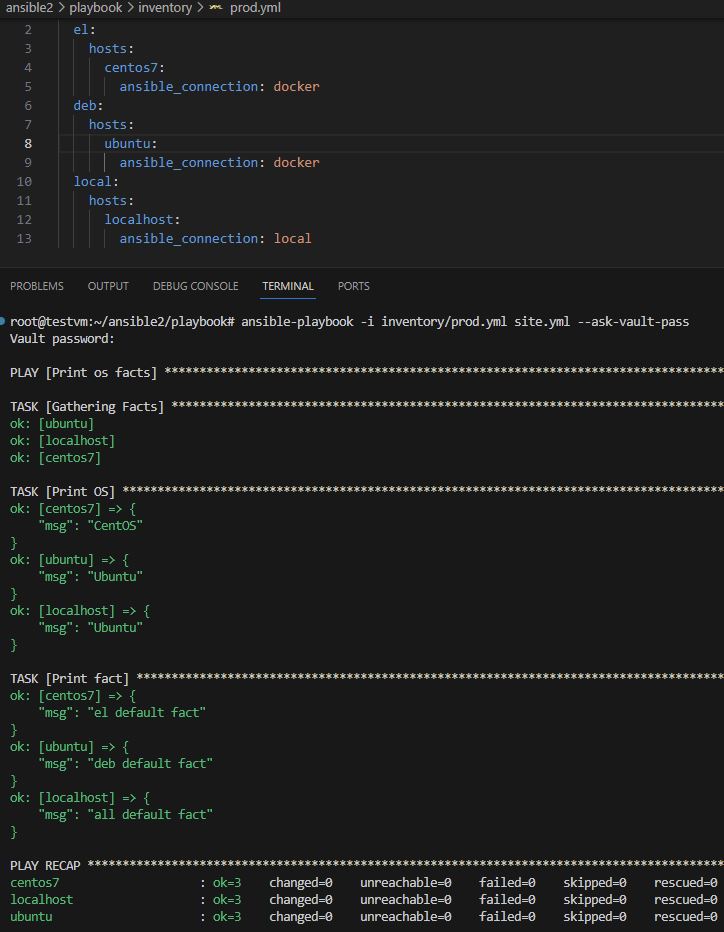 ansible2 > playbook > inventory > prod.yml
2 el:
3 hosts:
4 centos7:
5 ansible_connection: docker
6 deb:
7 hosts:
8 ubuntu:
9 ansible_connection: docker
10 local:
11 hosts:
12 localhost:
13 ansible_connection: local
PROBLEMS OUTPUT DEBUG CONSOLE TERMINAL PORTS
root@testvm:~/ansible2/playbook# ansible-playbook -i inventory/prod.yml site.yml --ask-vault-pass
Vault password:
PLAY [Print os facts] ************************************************************************
TASK [Gathering Facts] ***********************************************************************
ok: [ubuntu]
ok: [localhost]
ok: [centos7]
TASK [Print OS] ******************************************************************************
ok: [centos7] => {
    "msg": "CentOS"
}
ok: [ubuntu] => {
    "msg": "Ubuntu"
}
ok: [localhost] => {
    "msg": "Ubuntu"
}
TASK [Print fact] ****************************************************************************
ok: [centos7] => {
    "msg": "el default fact"
}
ok: [ubuntu] => {
    "msg": "deb default fact"
}
ok: [localhost] => {
    "msg": "all default fact"
}
PLAY RECAP ***********************************************************************************
centos7 : ok=3 changed=0 unreachable=0 failed=0 skipped=0 rescued=0
localhost : ok=3 changed=0 unreachable=0 failed=0 skipped=0 rescued=0
ubuntu : ok=3 changed=0 unreachable=0 failed=0 skipped=0 rescued=0